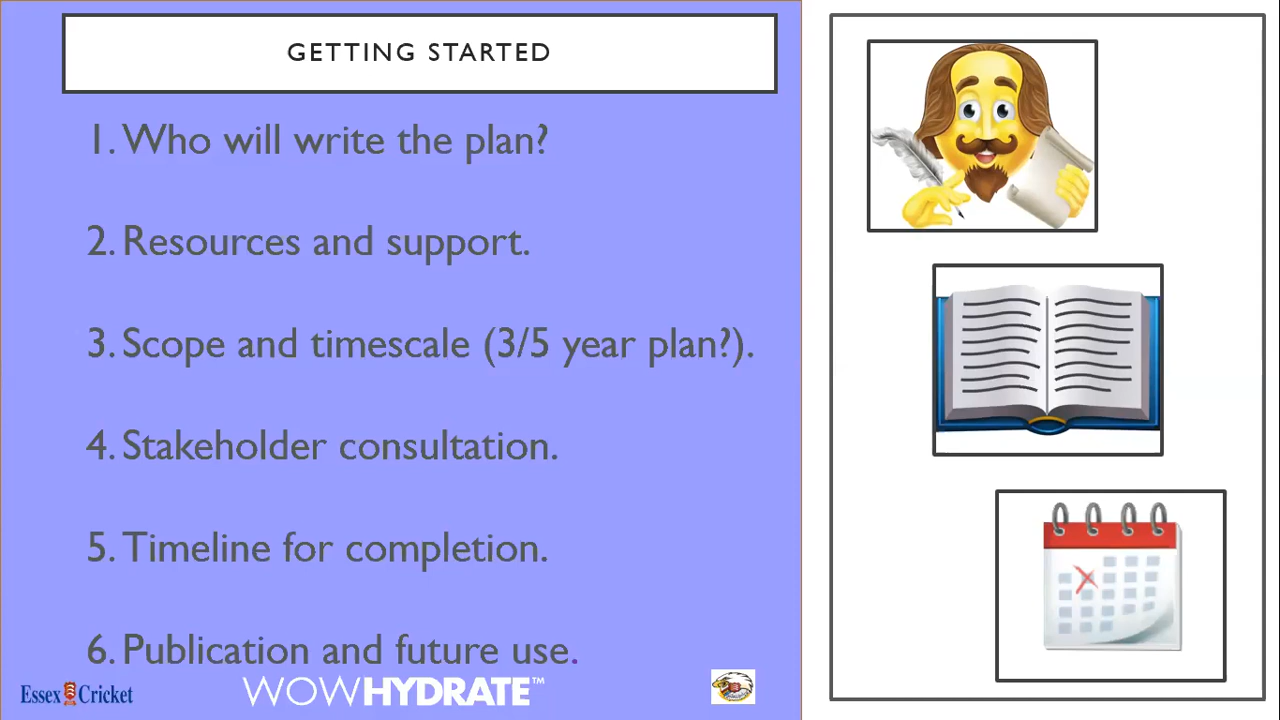 GETTING STARTED
1. Who will write the plan?
2. Resources and support.
3. Scope and timescale (3/5 year plan?).
4. Stakeholder consultation.
5. Timeline for completion.
6. Publication and future use.
Essex Cricket
WOWHYDRATE™